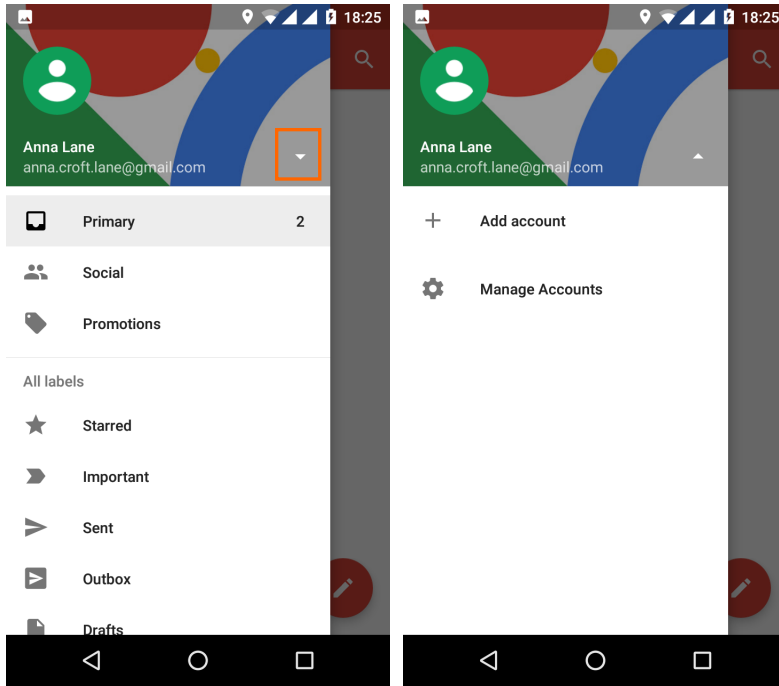 18:25
Anna Lane
anna.croft.lane@gmail.com
Primary 2
Social
Promotions
All labels
Starred
Important
Sent
Outbox
Drafts
18:25
Anna Lane
anna.croft.lane@gmail.com
Add account
Manage Accounts